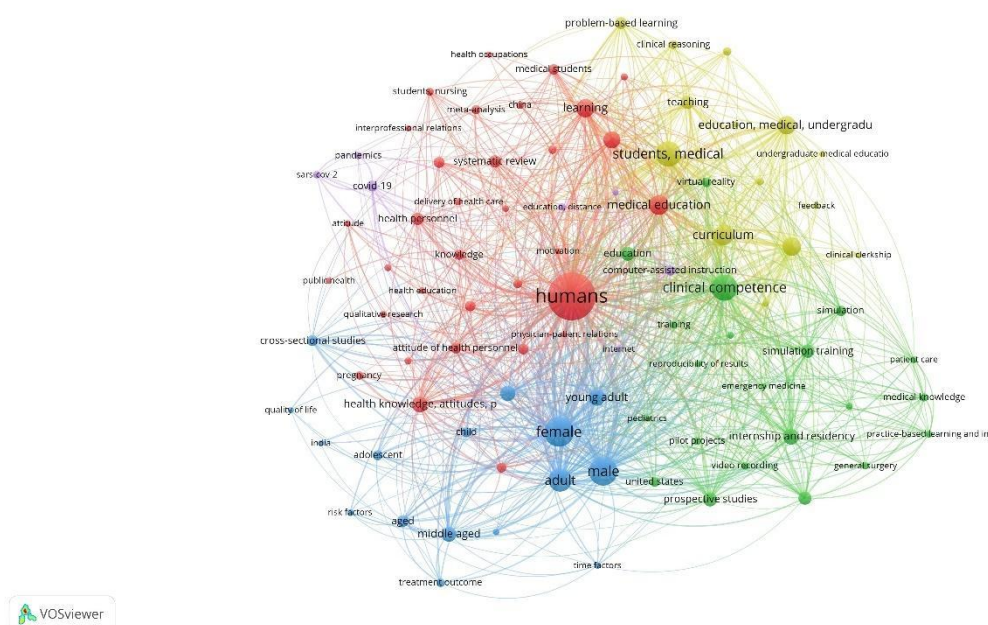 problem-based learning
clinical reasoning
health occupations
medical students
students, nursing
meta-analysis
china
learning
teaching
interprofessional relations
education, medical, undergradu
pandemics
systematic review
students, medical
undergraduate medical educatio
sars-cov-2
covid-19
virtual reality
delivery of health care
education, distance
medical education
feedback
attitude
health personnel
curriculum
knowledge
motivation
education
clinical clerkship
computer-assisted instruction
public health
health education
humans
clinical competence
qualitative research
simulation
training
physician-patient relations
cross-sectional studies
attitude of health personnel
internet
simulation training
reproducibility of results
patient care
pregnancy
emergency medicine
health knowledge, attitudes, p
young adult
medical knowledge
quality of life
pediatrics
child
female
india
pilot projects
internship and residency
practice-based learning and im
adolescent
video recording
general surgery
adult
male
united states
prospective studies
risk factors
aged
middle aged
time factors
treatment outcome
VOSviewer